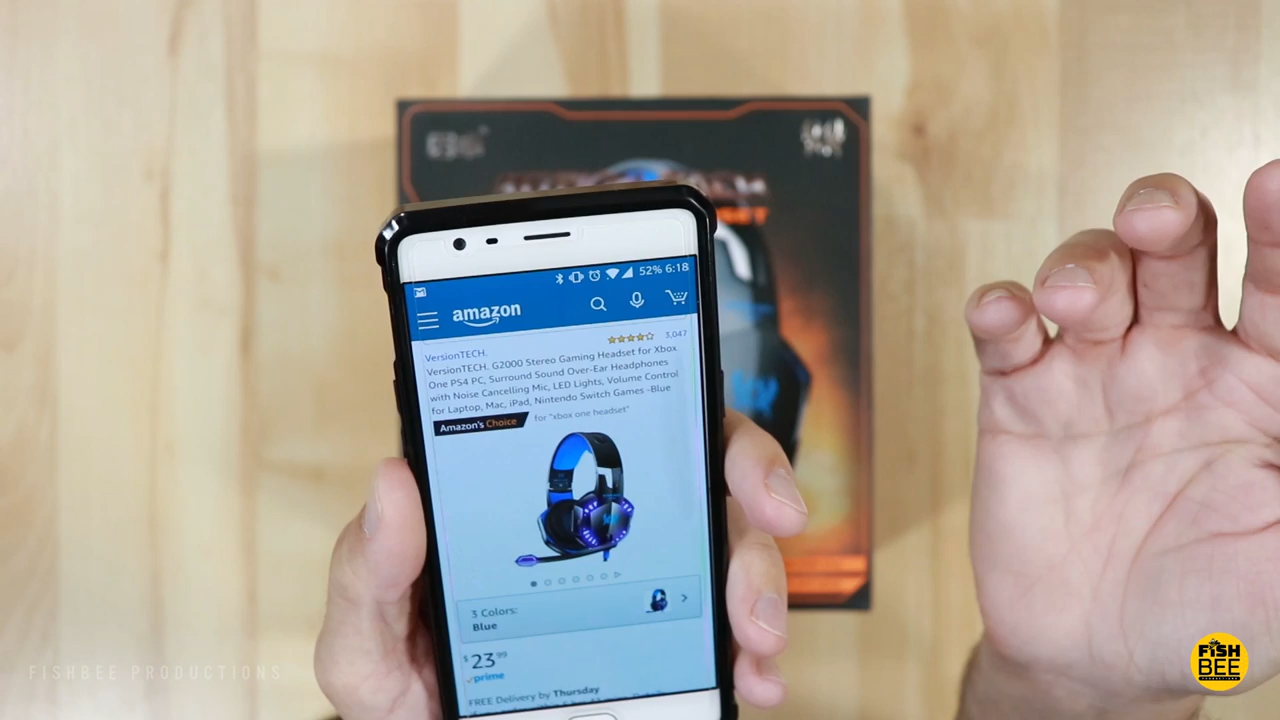 52% 6:18
amazon
VersionTECH.
3,047
VersionTECH. G2000 Stereo Gaming Headset for Xbox
One PS4 PC, Surround Sound Over-Ear Headphones
with Noise Cancelling Mic, LED Lights, Volume Control
for Laptop, Mac, iPad, Nintendo Switch Games -Blue
Amazon's Choice for "xbox one headset"
3 Colors:
Blue
$23.99
prime
FREE Delivery by Thursday
FISHBEE PRODUCTIONS
FISH
BEE